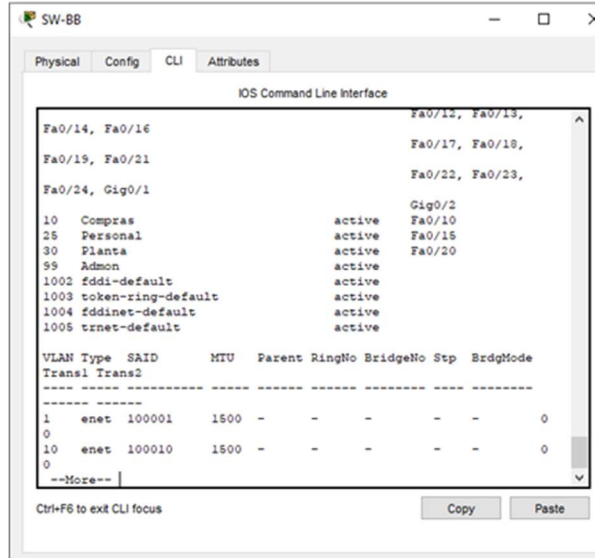 SW-BB
Physical Config CLI Attributes
IOS Command Line Interface
Fa0/12, Fa0/13,
Fa0/14, Fa0/16
Fa0/17, Fa0/18,
Fa0/19, Fa0/21
Fa0/22, Fa0/23,
Fa0/24, Gig0/1
Gig0/2
10 Compras active Fa0/10
25 Personal active Fa0/15
30 Planta active Fa0/20
99 Admon active
1002 fddi-default active
1003 token-ring-default active
1004 fddinet-default active
1005 trnet-default active
VLAN Type SAID MTU Parent RingNo BridgeNo Stp BrdgMode
Trans1 Trans2
---- ----- ---------- ----- ------ ------ -------- ---- --------
------ ------
1 enet 100001 1500 - - - - - 0
0
10 enet 100010 1500 - - - - - 0
0
--More--
Ctrl+F6 to exit CLI focus
Copy Paste